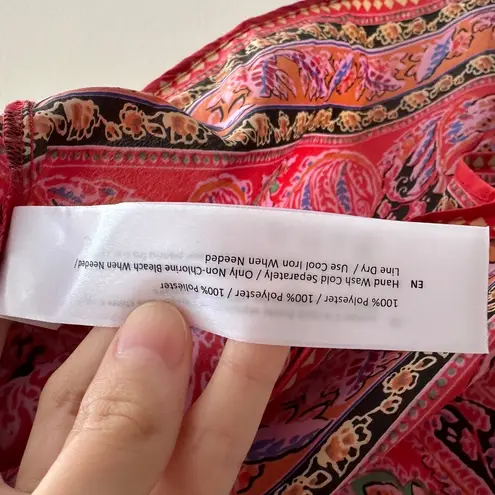 100% Polyester / 100% Polyester / 100% Poliéster
EN Hand Wash Cold Separately / Only Non-Chlorine Bleach When Needed/
Line Dry / Use Cool Iron When Needed